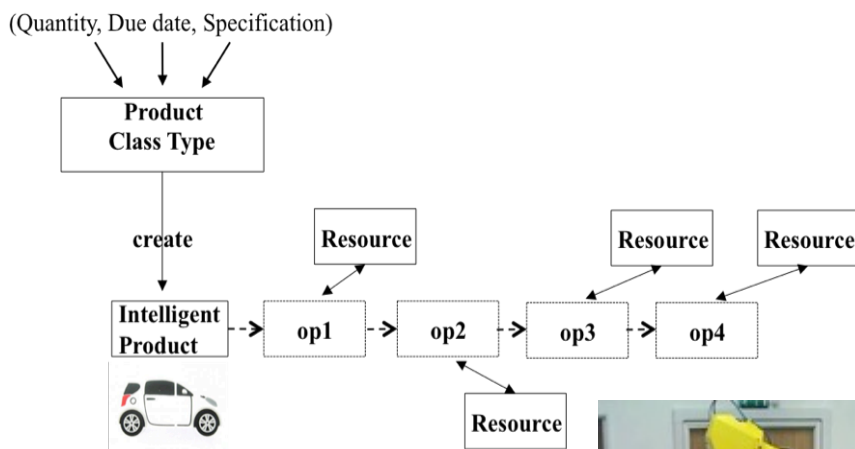 (Quantity, Due date, Specification)
Product
Class Type
create
Resource
Resource
Resource
Intelligent
Product
op1
op2
op3
op4
Resource